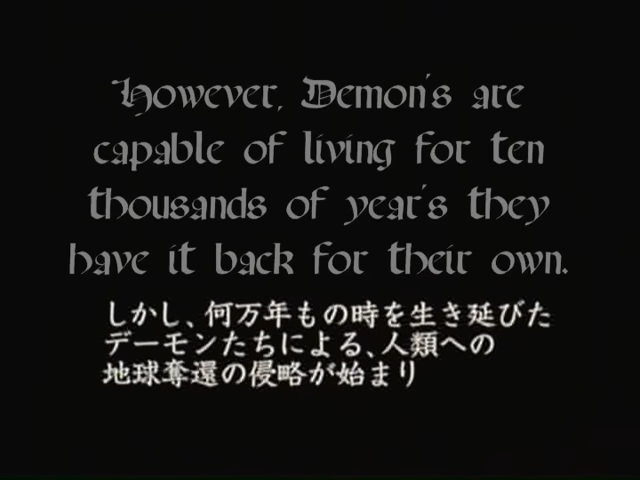 However, Demon's are
capable of living for ten
thousands of year's they
have it back for their own.
しかし、何万年もの時を生き延びた
デーモンたちによる、人類への
地球奪還の侵略が始まり